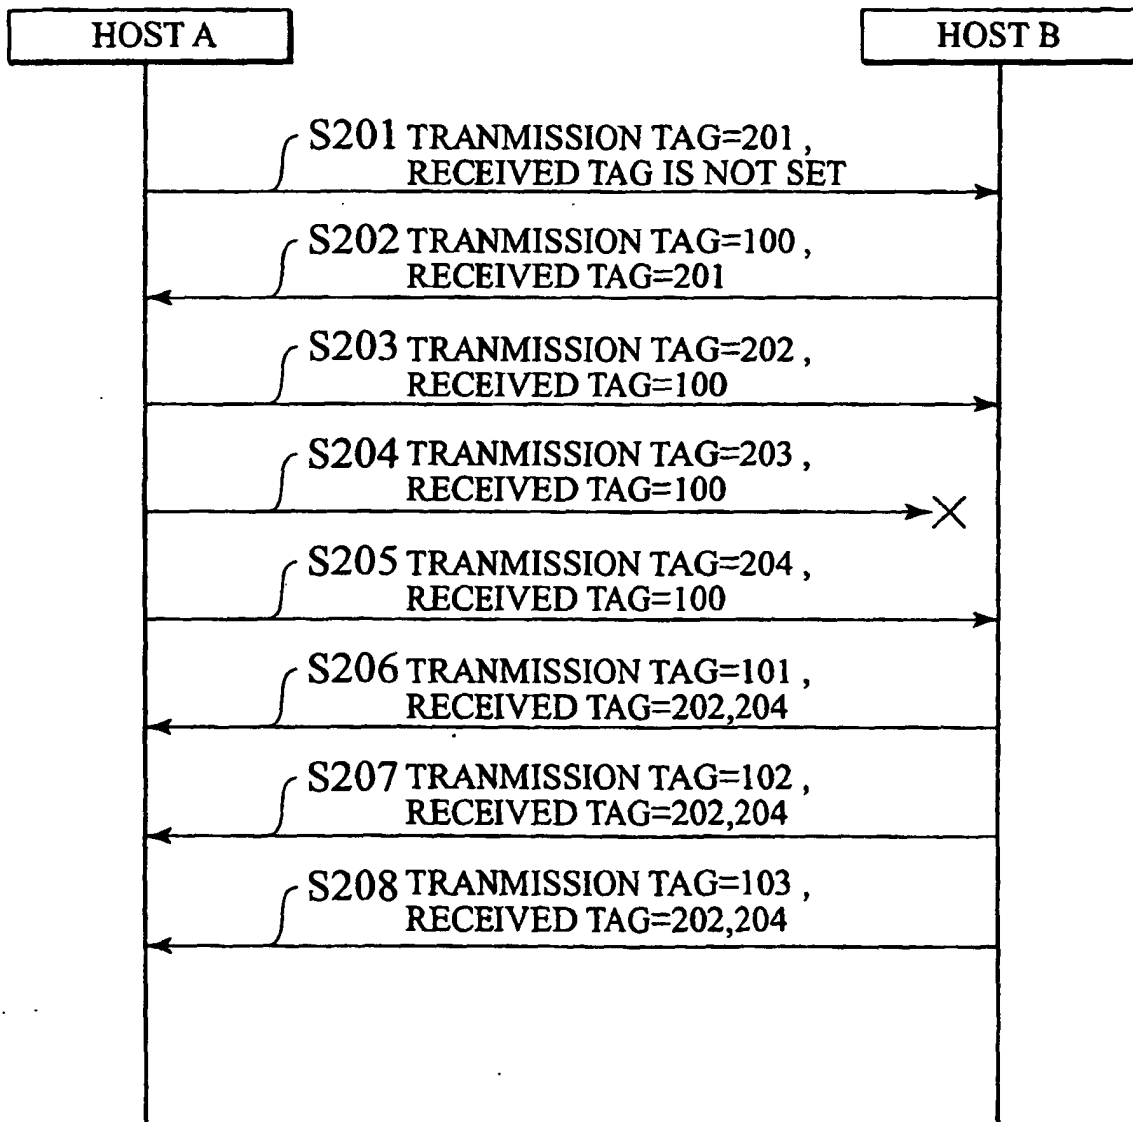 HOST A
HOST B
S201 TRANMISSION TAG=201 ,
RECEIVED TAG IS NOT SET
S202 TRANMISSION TAG=100 ,
RECEIVED TAG=201
S203 TRANMISSION TAG=202 ,
RECEIVED TAG=100
S204 TRANMISSION TAG=203 ,
RECEIVED TAG=100
S205 TRANMISSION TAG=204 ,
RECEIVED TAG=100
S206 TRANMISSION TAG=101 ,
RECEIVED TAG=202,204
S207 TRANMISSION TAG=102 ,
RECEIVED TAG=202,204
S208 TRANMISSION TAG=103 ,
RECEIVED TAG=202,204